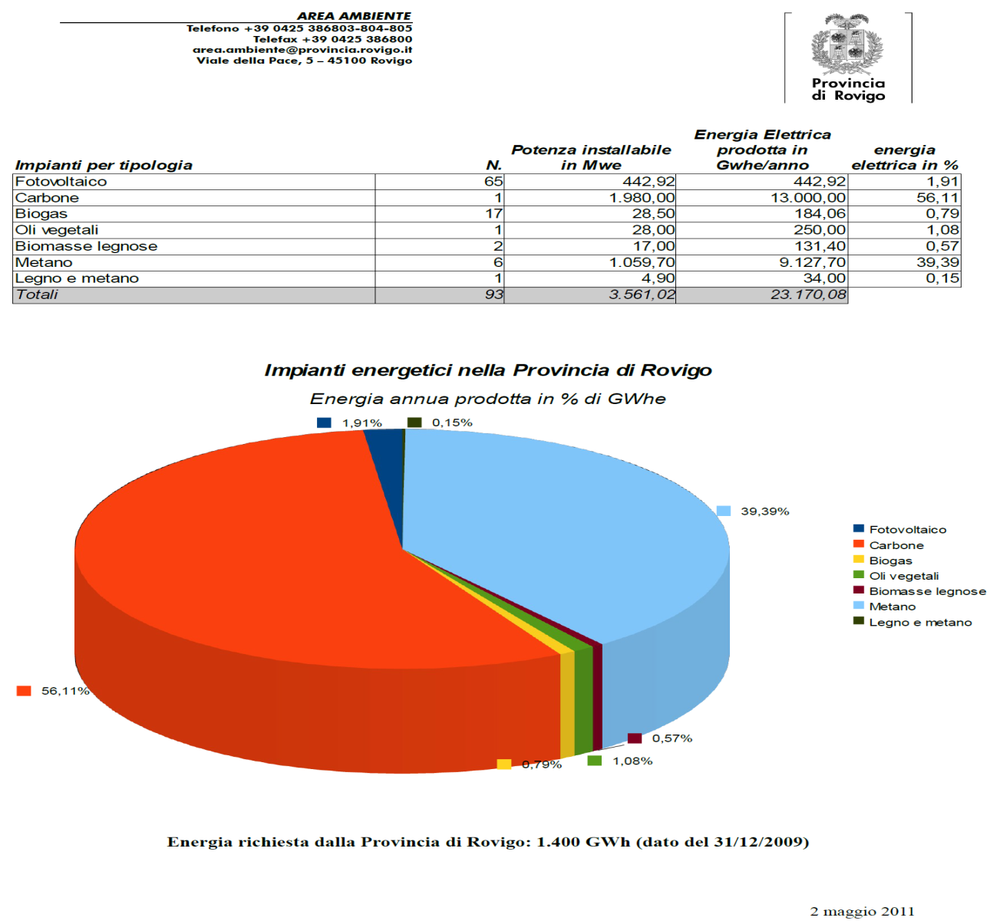 AREA AMBIENTE
Telefono +39 0425 386803-804-805
Telefax +39 0425 386800
area.ambiente@provincia.rovigo.it
Viale della Pace, 5 – 45100 Rovigo
Provincia
di Rovigo
Energia Elettrica
Potenza installabile prodotta in energia
Impianti per tipologia N. in Mwe Gwhe/anno elettrica in %
Fotovoltaico 65 442,92 442,92 1,91
Carbone 1 1.980,00 13.000,00 56,11
Biogas 17 28,50 184,06 0,79
Oli vegetali 1 28,00 250,00 1,08
Biomasse legnose 2 17,00 131,40 0,57
Metano 6 1.059,70 9.127,70 39,39
Legno e metano 1 4,90 34,00 0,15
Totali 93 3.561,02 23.170,08
Impianti energetici nella Provincia di Rovigo
Energia annua prodotta in % di GWhe
1,91% 0,15%
39,39%
Fotovoltaico
Carbone
Biogas
Oli vegetali
Biomasse legnose
Metano
Legno e metano
56,11%
0,57%
0,79% 1,08%
Energia richiesta dalla Provincia di Rovigo: 1.400 GWh (dato del 31/12/2009)
2 maggio 2011